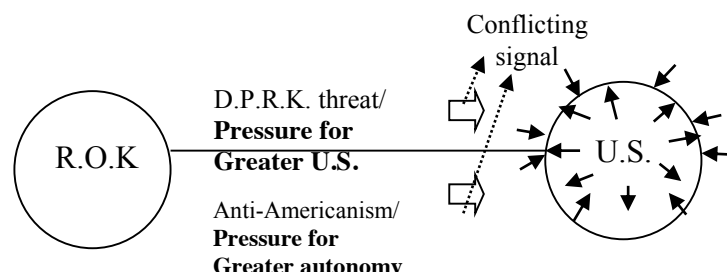 Conflicting
signal
D.P.R.K. threat/
Pressure for
Greater U.S.
R.O.K
U.S.
Anti-Americanism/
Pressure for
Greater autonomy